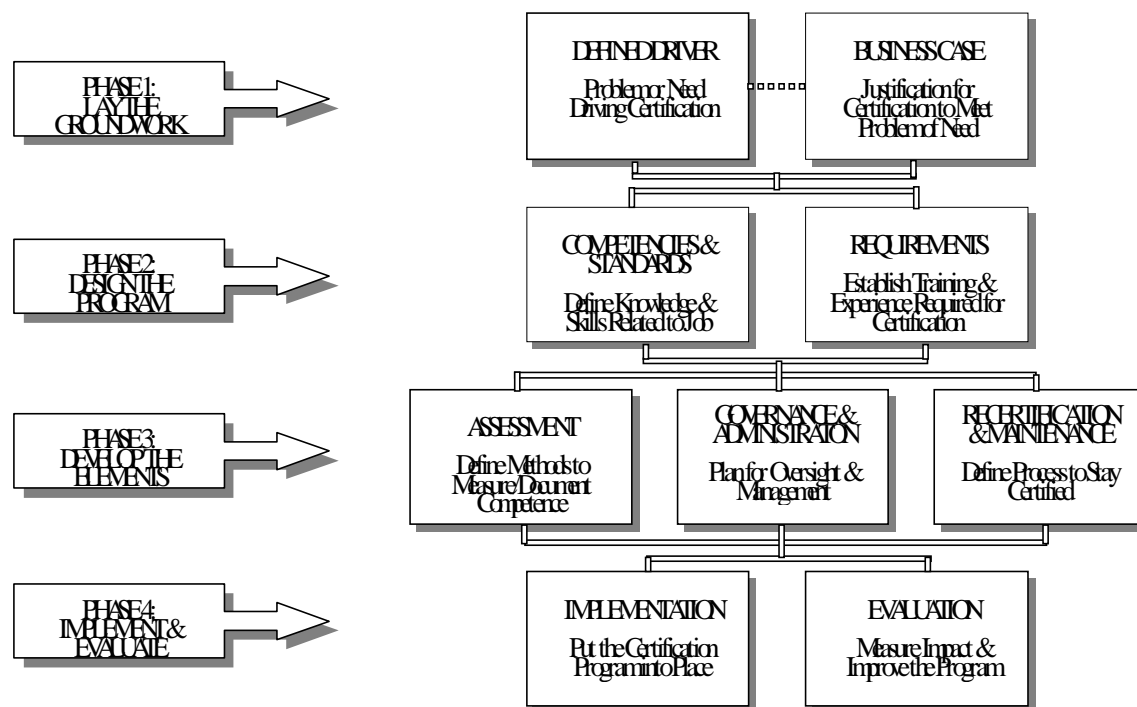 PHASE 1:
LAY THE
GROUNDWORK
DEFINED DRIVER
Problem or Need
Driving Certification
BUSINESS CASE
Justification for
Certification to Meet
Problem of Need
PHASE 2:
DESIGN THE
PROGRAM
COMPETENCIES &
STANDARDS
Define Knowledge &
Skills Related to Job
REQUIREMENTS
Establish Training &
Experience Required for
Certification
PHASE 3:
DEVELOP THE
ELEMENTS
ASSESSMENT
Define Methods to
Measure/Document
Competence
GOVERNANCE &
ADMINISTRATION
Plan for Oversight &
Management
RECERTIFICATION
& MAINTENANCE
Define Process to Stay
Certified
PHASE 4:
IMPLEMENT &
EVALUATE
IMPLEMENTATION
Put the Certification
Program into Place
EVALUATION
Measure Impact &
Improve the Program